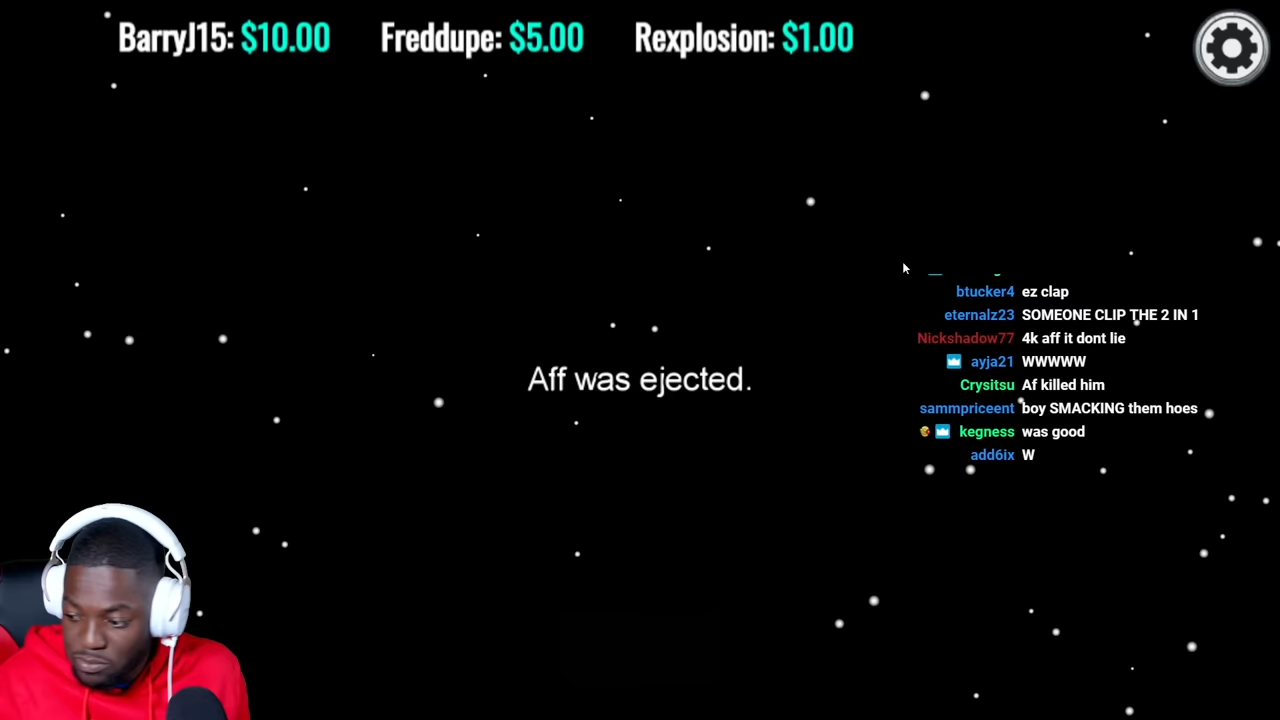 BarryJ15: $10.00 Freddupe: $5.00 Rexplosion: $1.00
btucker4 ez clap
eternalz23 SOMEONE CLIP THE 2 IN 1
Nickshadow77 4k aff it dont lie
ayja21 WWWWW
Crysitsu Af killed him
sammpriceent boy SMACKING them hoes
kegness was good
add6ix W
Aff was ejected.